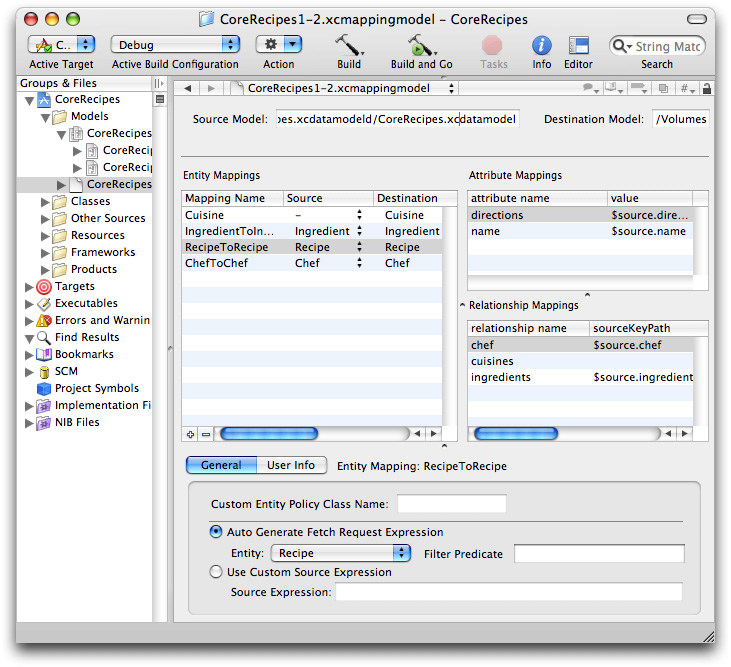 CoreRecipes1-2.xcmappingmodel – CoreRecipes
C.. Debug String Matc
Active Target Active Build Configuration Action Build Build and Go Tasks Info Editor Search
Groups & Files
CoreRecipes
Models
CoreRecipes
CoreRecip
CoreRecip
CoreRecipes
Classes
Other Sources
Resources
Frameworks
Products
Targets
Executables
Errors and Warnin
Find Results
Bookmarks
SCM
Project Symbols
Implementation Fi
NIB Files
CoreRecipes1-2.xcmappingmodel
Source Model: pes.xcdatamodeld/CoreRecipes.xcdatamodel Destination Model: /Volumes
Entity Mappings
Mapping Name Source Destination
Cuisine – Cuisine
IngredientToIn... Ingredient Ingredient
RecipeToRecipe Recipe Recipe
ChefToChef Chef Chef
Attribute Mappings
attribute name value
directions $source.dire...
name $source.name
Relationship Mappings
relationship name sourceKeyPath
chef $source.chef
cuisines
ingredients $source.ingredient
General User Info Entity Mapping: RecipeToRecipe
Custom Entity Policy Class Name:
Auto Generate Fetch Request Expression
Entity: Recipe Filter Predicate
Use Custom Source Expression
Source Expression: